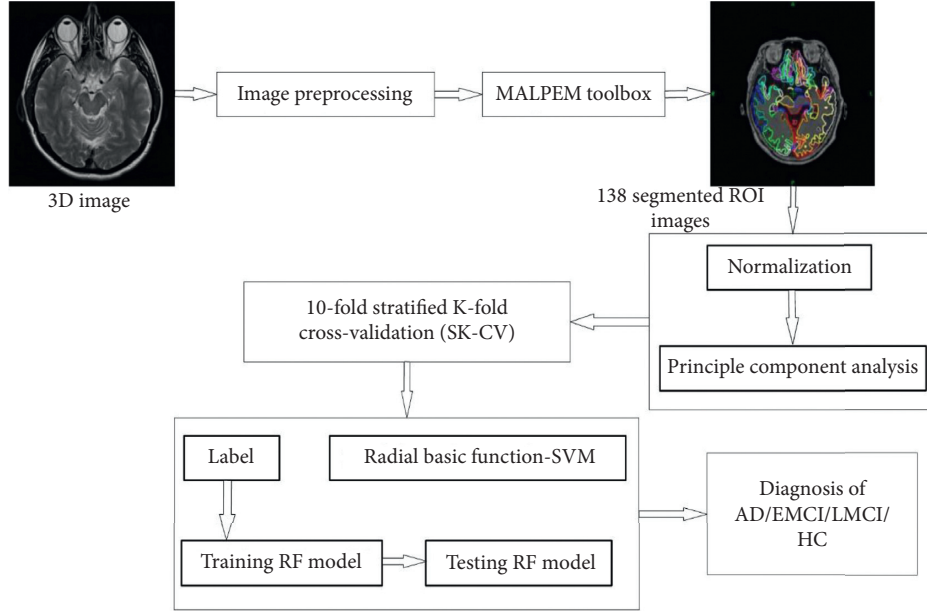 Image preprocessing
MALPEM toolbox
3D image
138 segmented ROI
images
Normalization
Principle component analysis
10-fold stratified K-fold
cross-validation (SK-CV)
Label
Radial basic function-SVM
Training RF model
Testing RF model
Diagnosis of
AD/EMCI/LMCI/
HC